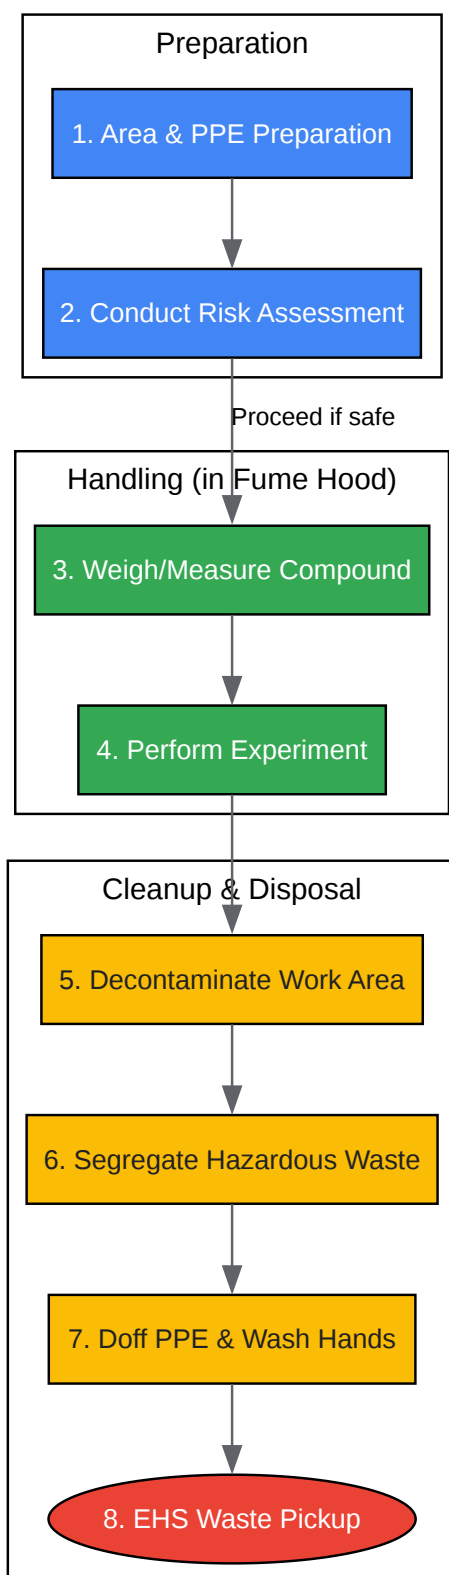 Preparation
1. Area & PPE Preparation
2. Conduct Risk Assessment
Proceed if safe
Handling (in Fume Hood)
3. Weigh/Measure Compound
4. Perform Experiment
Cleanup & Disposal
5. Decontaminate Work Area
6. Segregate Hazardous Waste
7. Doff PPE & Wash Hands
8. EHS Waste Pickup